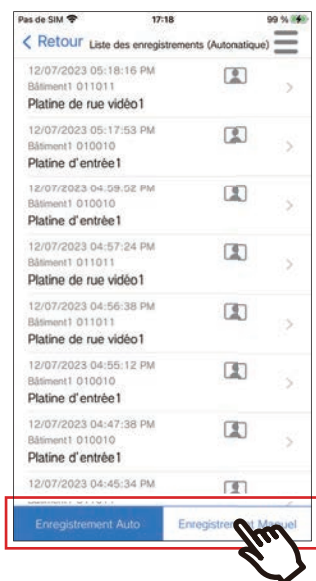 Pas de SIM 17:18 99 %
Retour Liste des enregistrements (Automatique)
12/07/2023 05:18:16 PM
Bâtiment1 011011
Platine de rue vidéo1
12/07/2023 05:17:53 PM
Bâtiment1 010010
Platine d'entrée1
12/07/2023 04:59:52 PM
Bâtiment1 010010
Platine d'entrée1
12/07/2023 04:57:24 PM
Bâtiment1 011011
Platine de rue vidéo1
12/07/2023 04:56:38 PM
Bâtiment1 011011
Platine de rue vidéo1
12/07/2023 04:55:12 PM
Bâtiment1 010010
Platine d'entrée1
12/07/2023 04:47:38 PM
Bâtiment1 010010
Platine d'entrée1
12/07/2023 04:45:34 PM
Enregistrement Auto Enregistrement Manuel